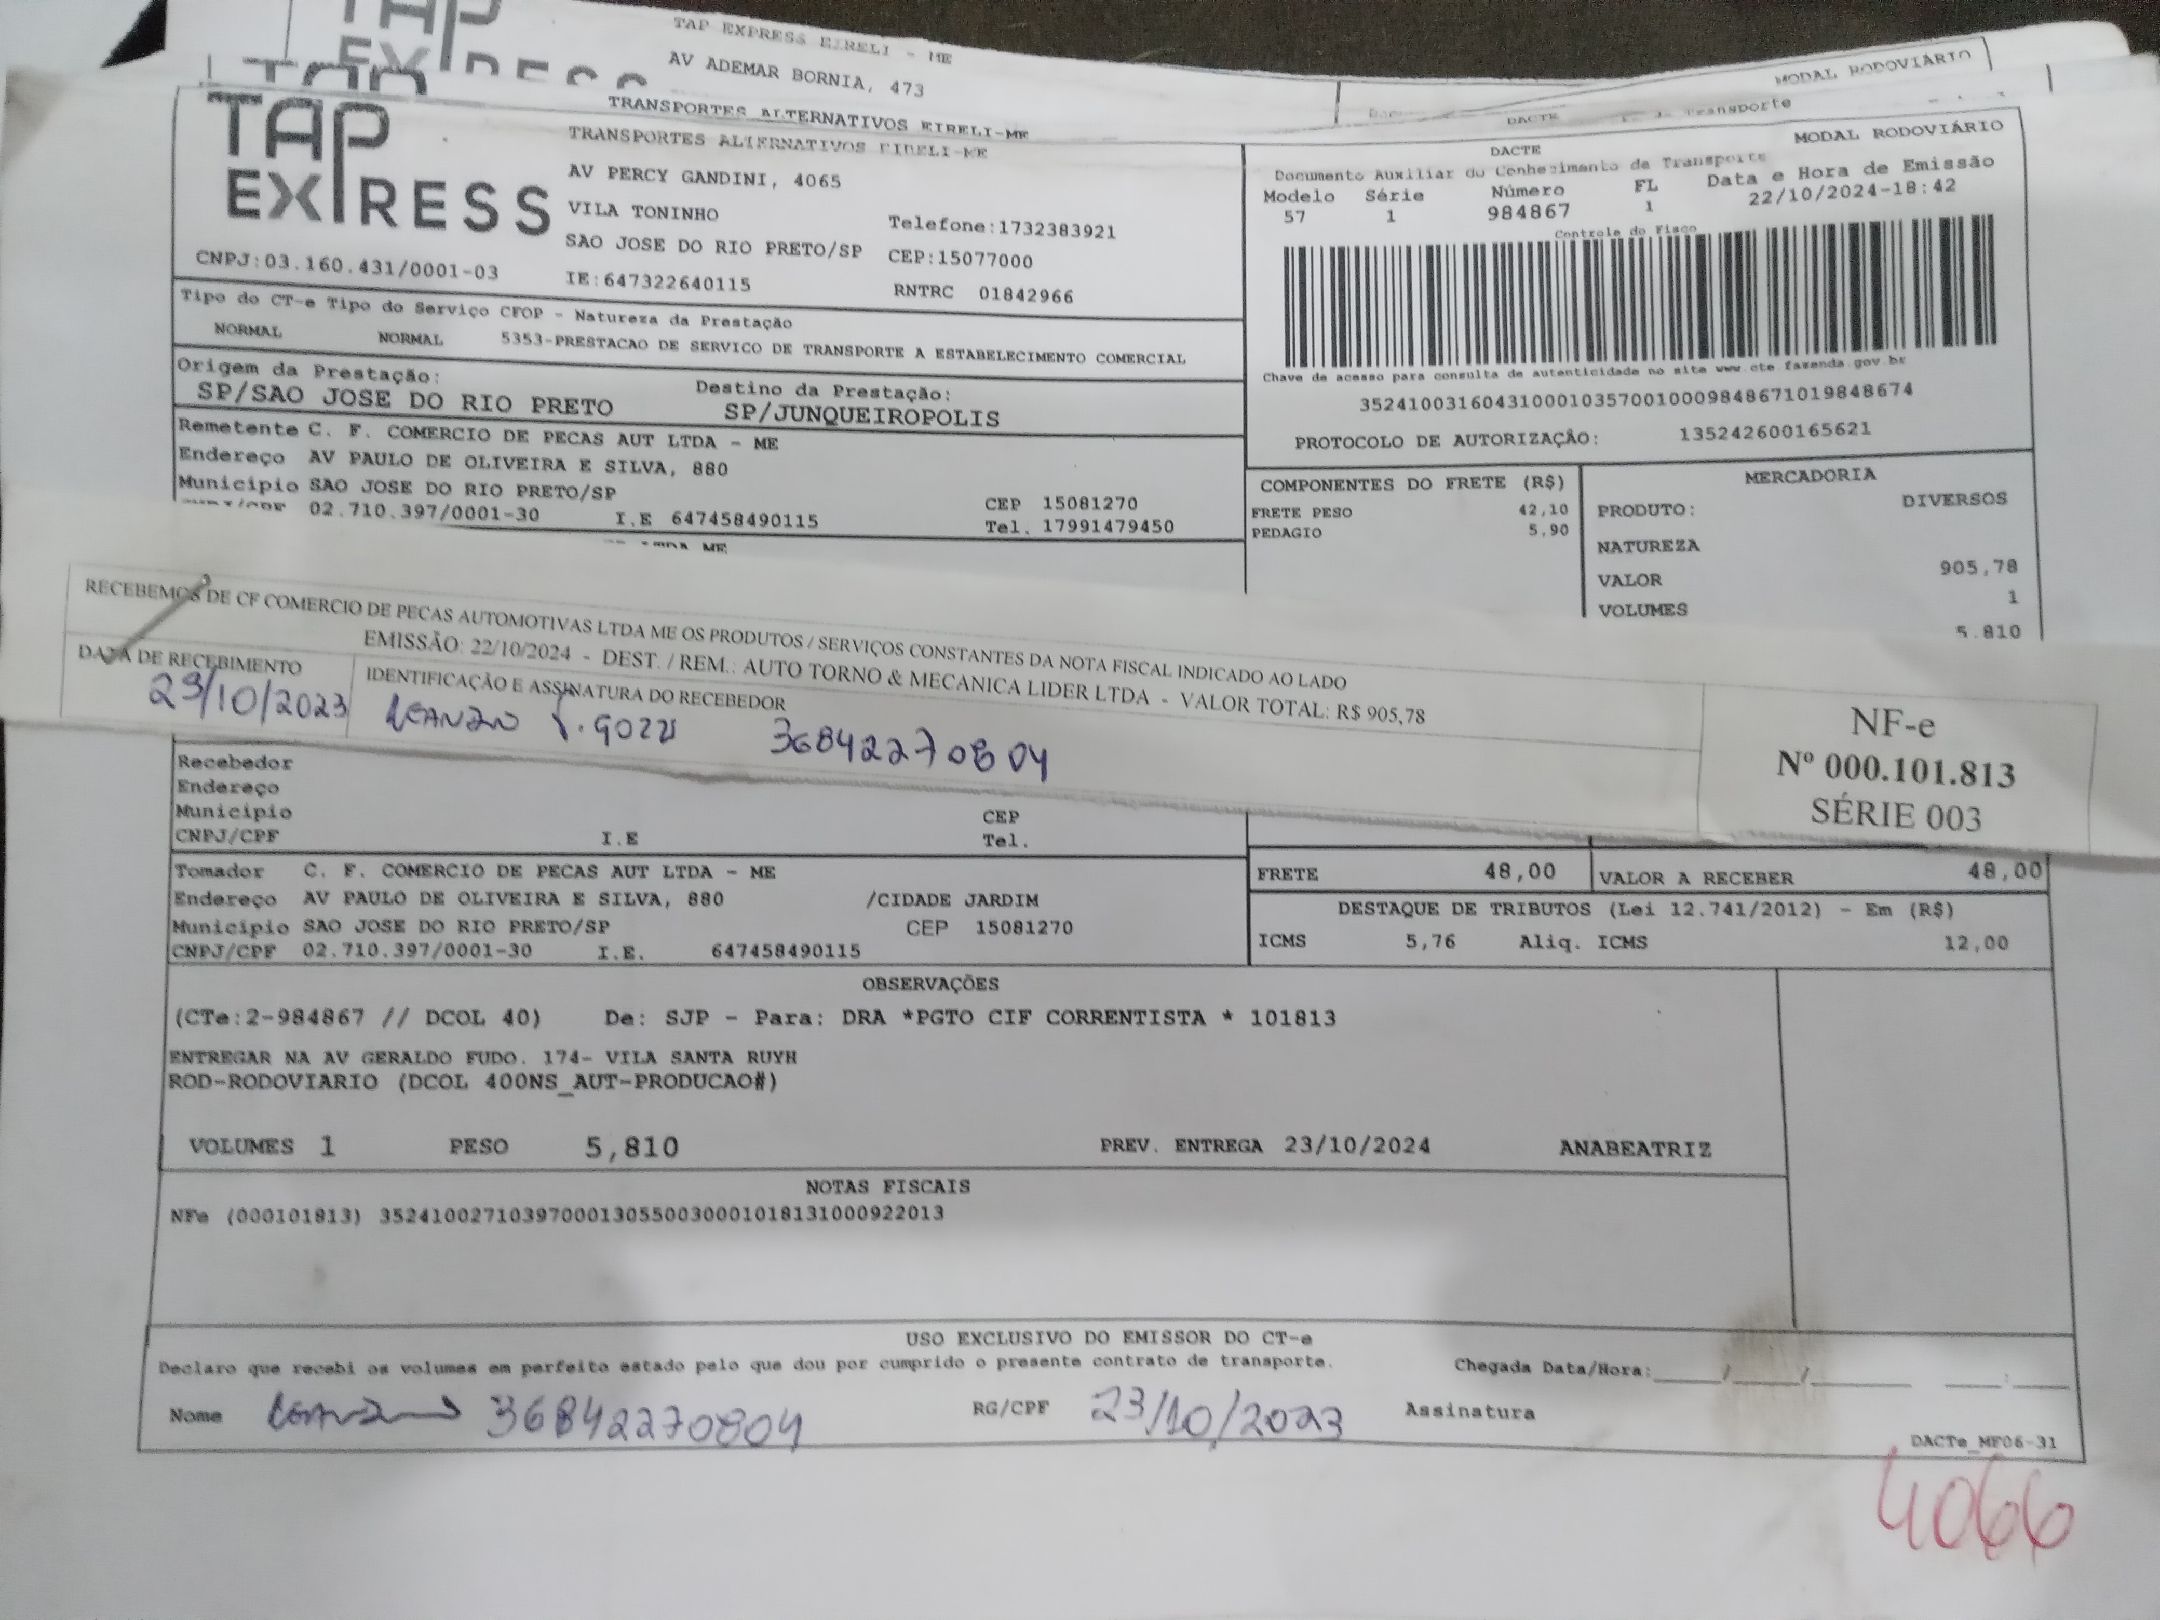 TAP EXPRESS EIRELI - ME
AV ADEMAR BORNIA, 473
MODAL RODOVIÁRIO
TRANSPORTES ALTERNATIVOS EIRELI-ME
DACTE
Transporte
TAP EXPRESS
TRANSPORTES ALTERNATIVOS EIRELI-ME
AV PERCY GANDINI, 4065
VILA TONINHO
Telefone:1732383921
SAO JOSE DO RIO PRETO/SP CEP:15077000
CNPJ:03.160.431/0001-03
IE:647322640115
RNTRC 01842966
DACTE
MODAL RODOVIÁRIO
Documento Auxiliar do Conhecimento de Transporte
Modelo Série Número FL Data e Hora de Emissão
57 1 984867 1 22/10/2024-18:42
Controle do Fisco
Chave de acesso para consulta de autenticidade no site www.cte.fazenda.gov.br
35241003160431000103570010009848671019848674
PROTOCOLO DE AUTORIZAÇÃO: 135242600165621
Tipo do CT-e Tipo do Serviço CFOP - Natureza da Prestação
NORMAL NORMAL 5353-PRESTACAO DE SERVICO DE TRANSPORTE A ESTABELECIMENTO COMERCIAL
Origem da Prestação: Destino da Prestação:
SP/SAO JOSE DO RIO PRETO SP/JUNQUEIROPOLIS
Remetente C. F. COMERCIO DE PECAS AUT LTDA - ME
Endereço AV PAULO DE OLIVEIRA E SILVA, 880
Município SAO JOSE DO RIO PRETO/SP CEP 15081270
02.710.397/0001-30 I.E 647458490115 Tel. 17991479450
ME
COMPONENTES DO FRETE (R$)
FRETE PESO 42,10
PEDAGIO 5,90
MERCADORIA
PRODUTO: DIVERSOS
NATUREZA
VALOR 905,78
VOLUMES 1
5.810
RECEBEMOS DE CF COMERCIO DE PECAS AUTOMOTIVAS LTDA ME OS PRODUTOS / SERVIÇOS CONSTANTES DA NOTA FISCAL INDICADO AO LADO
EMISSÃO: 22/10/2024 - DEST. / REM.: AUTO TORNO & MECANICA LIDER LTDA - VALOR TOTAL: R$ 905,78
DATA DE RECEBIMENTO
IDENTIFICAÇÃO E ASSINATURA DO RECEBEDOR
23/10/2023 36842270804
NF-e
Nº 000.101.813
SÉRIE 003
Recebedor
Endereço
Município CEP
CNPJ/CPF I.E Tel.
Tomador C. F. COMERCIO DE PECAS AUT LTDA - ME
Endereço AV PAULO DE OLIVEIRA E SILVA, 880 /CIDADE JARDIM
Município SAO JOSE DO RIO PRETO/SP CEP 15081270
CNPJ/CPF 02.710.397/0001-30 I.E. 647458490115
FRETE 48,00 VALOR A RECEBER 48,00
DESTAQUE DE TRIBUTOS (Lei 12.741/2012) - Em (R$)
ICMS 5,76 Aliq. ICMS 12,00
OBSERVAÇÕES
(CTe:2-984867 // DCOL 40) De: SJP - Para: DRA *PGTO CIF CORRENTISTA * 101813
ENTREGAR NA AV GERALDO FUDO. 174- VILA SANTA RUYH
ROD-RODOVIARIO (DCOL 400NS_AUT-PRODUCAO#)
VOLUMES 1 PESO 5,810 PREV. ENTREGA 23/10/2024 ANABEATRIZ
NOTAS FISCAIS
NFe (000101813) 35241002710397000130550030001018131000922013
USO EXCLUSIVO DO EMISSOR DO CT-e
Declaro que recebi os volumes em perfeito estado pelo que dou por cumprido o presente contrato de transporte. Chegada Data/Hora:____/____/______ ____:____
Nome 36842270804 RG/CPF 23/10/2023 Assinatura
DACTe_MF06-31
4066